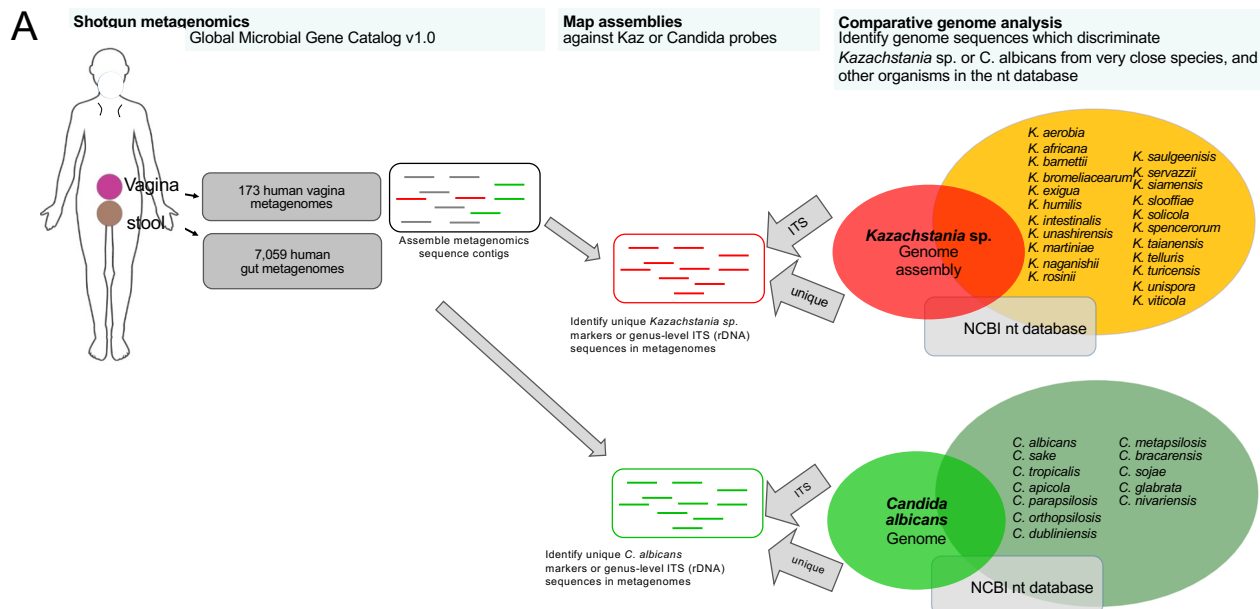 A
Shotgun metagenomics
Global Microbial Gene Catalog v1.0
Map assemblies
against Kaz or Candida probes
Comparative genome analysis
Identify genome sequences which discriminate
Kazachstania sp. or C. albicans from very close species, and
other organisms in the nt database
Vagina
stool
173 human vagina
metagenomes
7,059 human
gut metagenomes
Assemble metagenomics
sequence contigs
ITS
unique
Identify unique Kazachstania sp.
markers or genus-level ITS (rDNA)
sequences in metagenomes
Kazachstania sp.
Genome
assembly
K. aerobia
K. africana
K. barnettii
K. bromeliacearum
K. exigua
K. humilis
K. intestinalis
K. unashirensis
K. martiniae
K. naganishii
K. rosinii
K. saulgeenisis
K. servazzii
K. siamensis
K. slooffiae
K. solicola
K. spencerorum
K. taianensis
K. telluris
K. turicensis
K. unispora
K. viticola
NCBI nt database
ITS
unique
Identify unique C. albicans
markers or genus-level ITS (rDNA)
sequences in metagenomes
Candida
albicans
Genome
C. albicans
C. sake
C. tropicalis
C. apicola
C. parapsilosis
C. orthopsilosis
C. dubliniensis
C. metapsilosis
C. bracarensis
C. sojae
C. glabrata
C. nivariensis
NCBI nt database